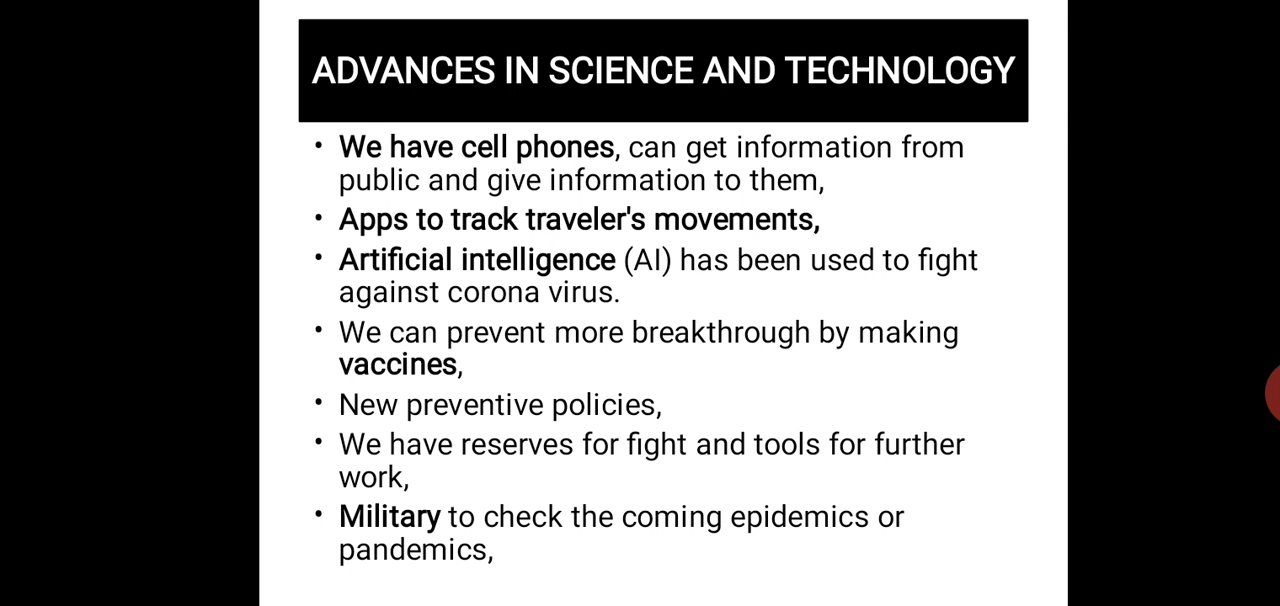 ADVANCES IN SCIENCE AND TECHNOLOGY
• We have cell phones, can get information from
public and give information to them,
• Apps to track traveler's movements,
• Artificial intelligence (AI) has been used to fight
against corona virus.
• We can prevent more breakthrough by making
vaccines,
• New preventive policies,
• We have reserves for fight and tools for further
work,
• Military to check the coming epidemics or
pandemics,